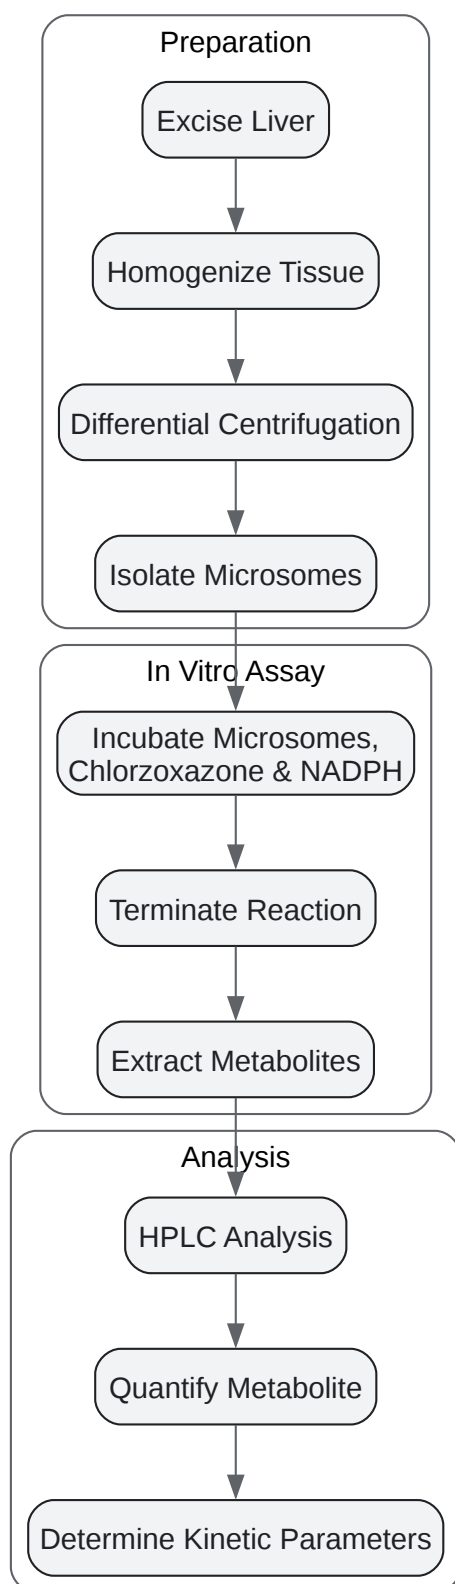 Preparation
Excise Liver
Homogenize Tissue
Differential Centrifugation
Isolate Microsomes
In Vitro Assay
Incubate Microsomes,
Chlorzoxazone & NADPH
Terminate Reaction
Extract Metabolites
Analysis
HPLC Analysis
Quantify Metabolite
Determine Kinetic Parameters